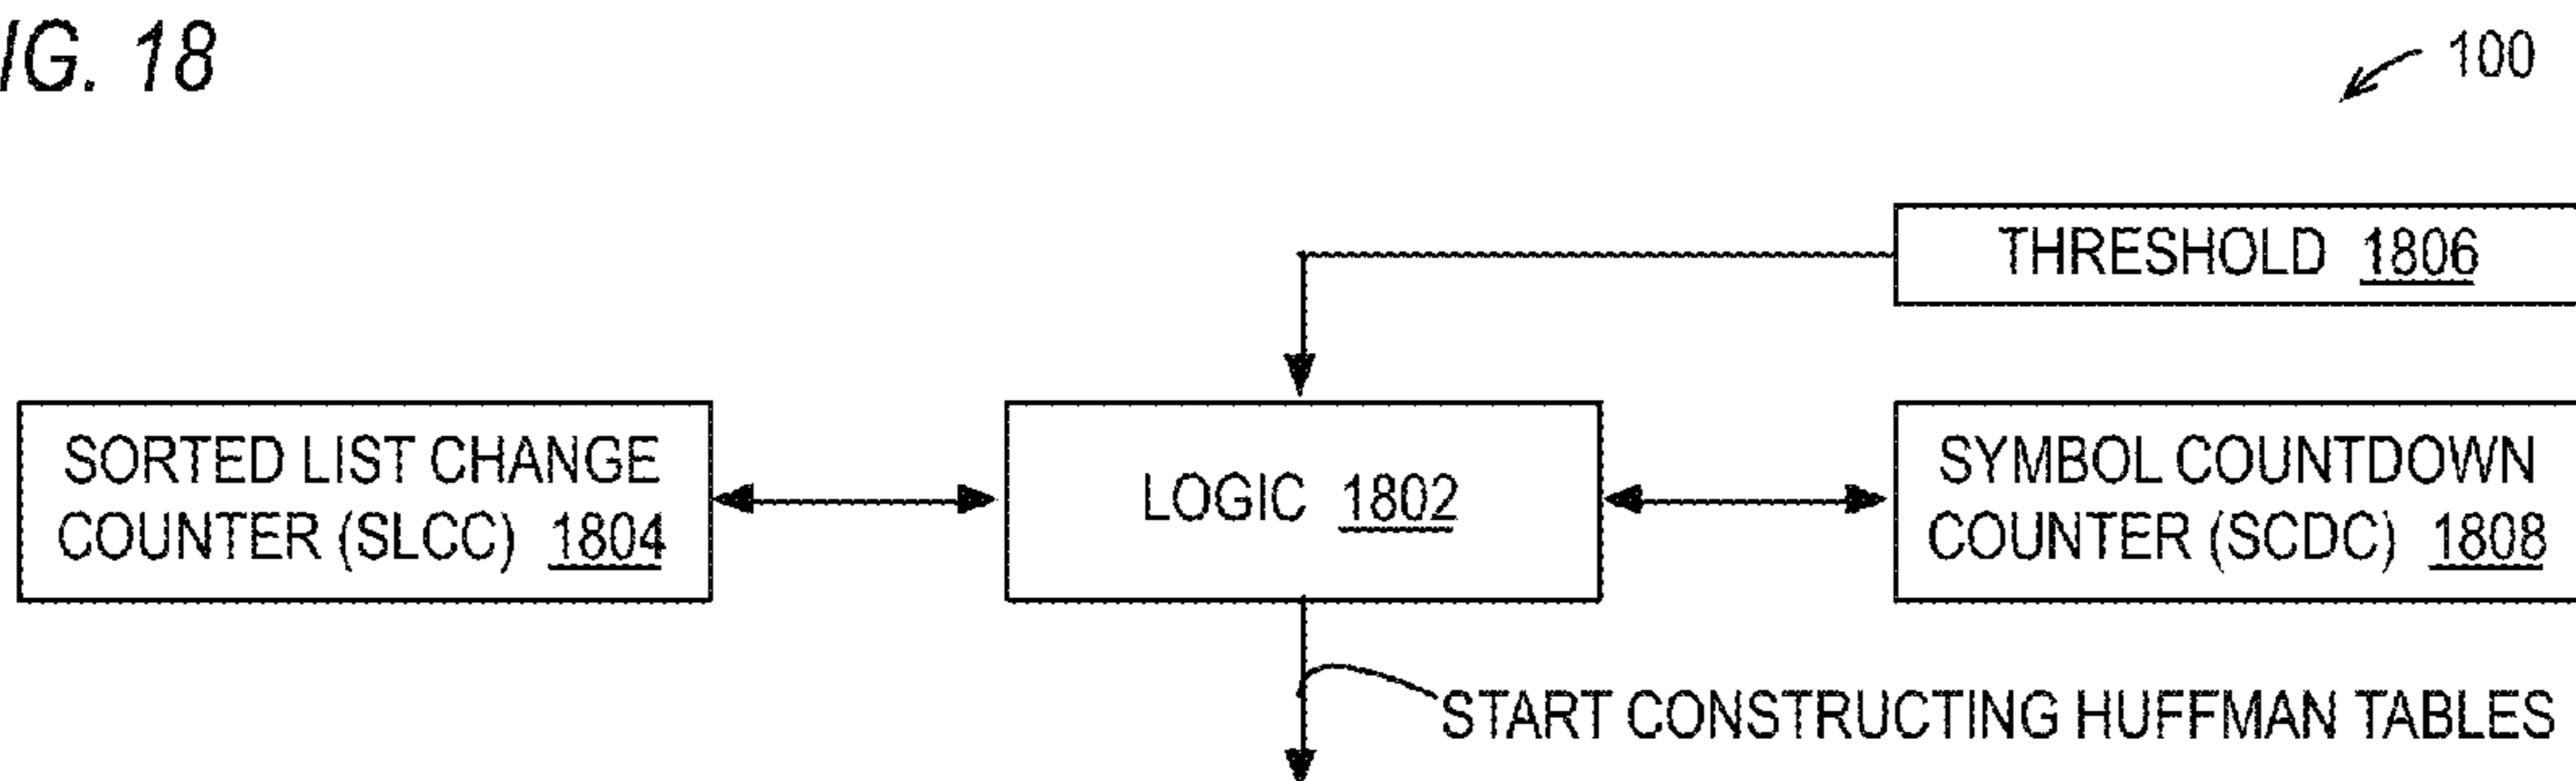 IG. 18
100
THRESHOLD 1806
SORTED LIST CHANGE
COUNTER (SLCC) 1804
LOGIC 1802
SYMBOL COUNTDOWN
COUNTER (SCDC) 1808
START CONSTRUCTING HUFFMAN TABLES